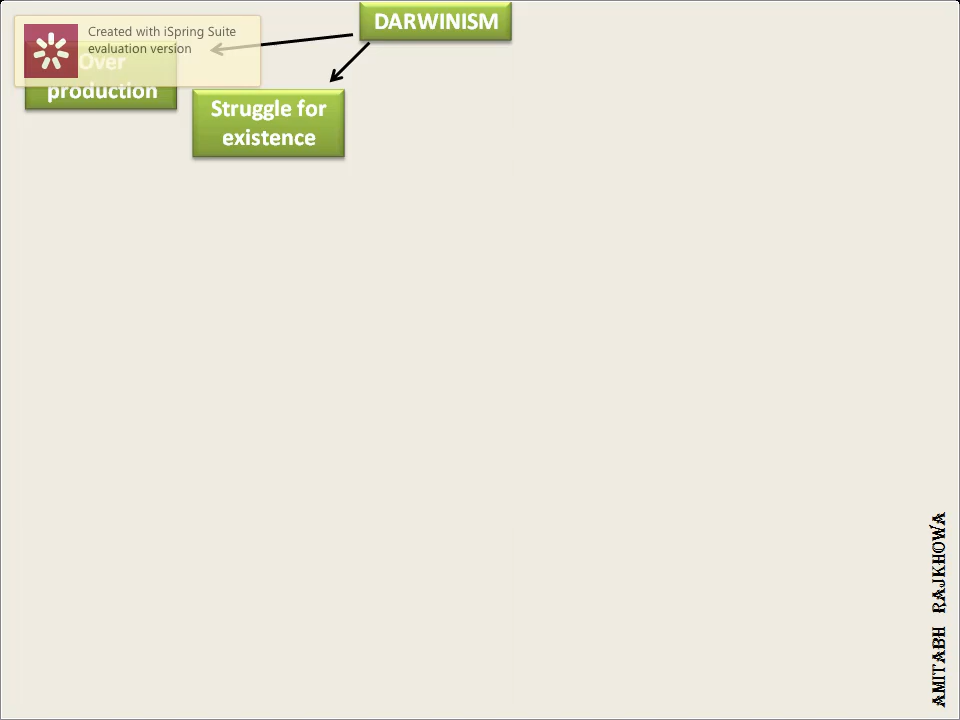 DARWINISM
Created with iSpring Suite
evaluation version
Over
production
Struggle for
existence
AMITABH RAJKHOWA